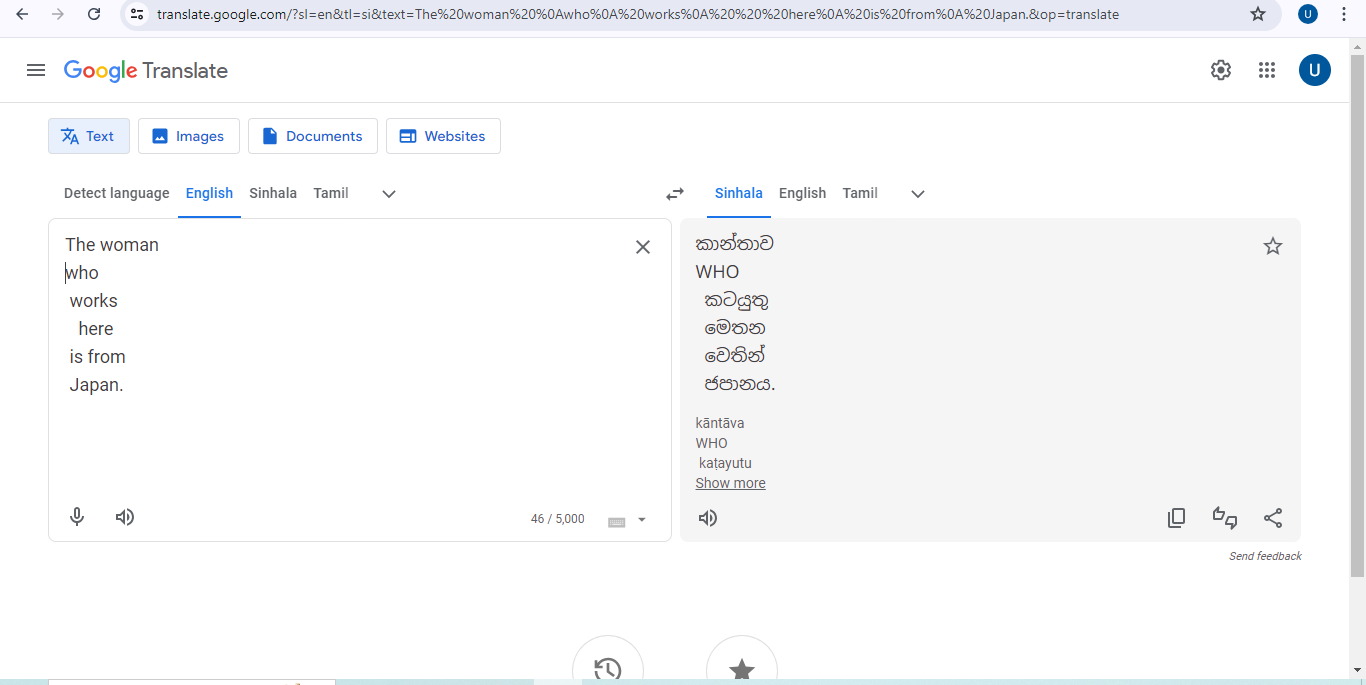 translate.google.com/?sl=en&tl=si&text=The%20woman%20%0Awho%0A%20works%0A%20%20%20here%0A%20is%20from%0A%20Japan.&op=translate
U
Google Translate
U
Text Images Documents Websites
Detect language English Sinhala Tamil
Sinhala English Tamil
The woman
who
works
here
is from
Japan.
46 / 5,000
කාන්තාව
WHO
කටයුතු
මෙතන
වෙතින්
ජපානය.
kāntāva
WHO
kaṭayutu
Show more
Send feedback